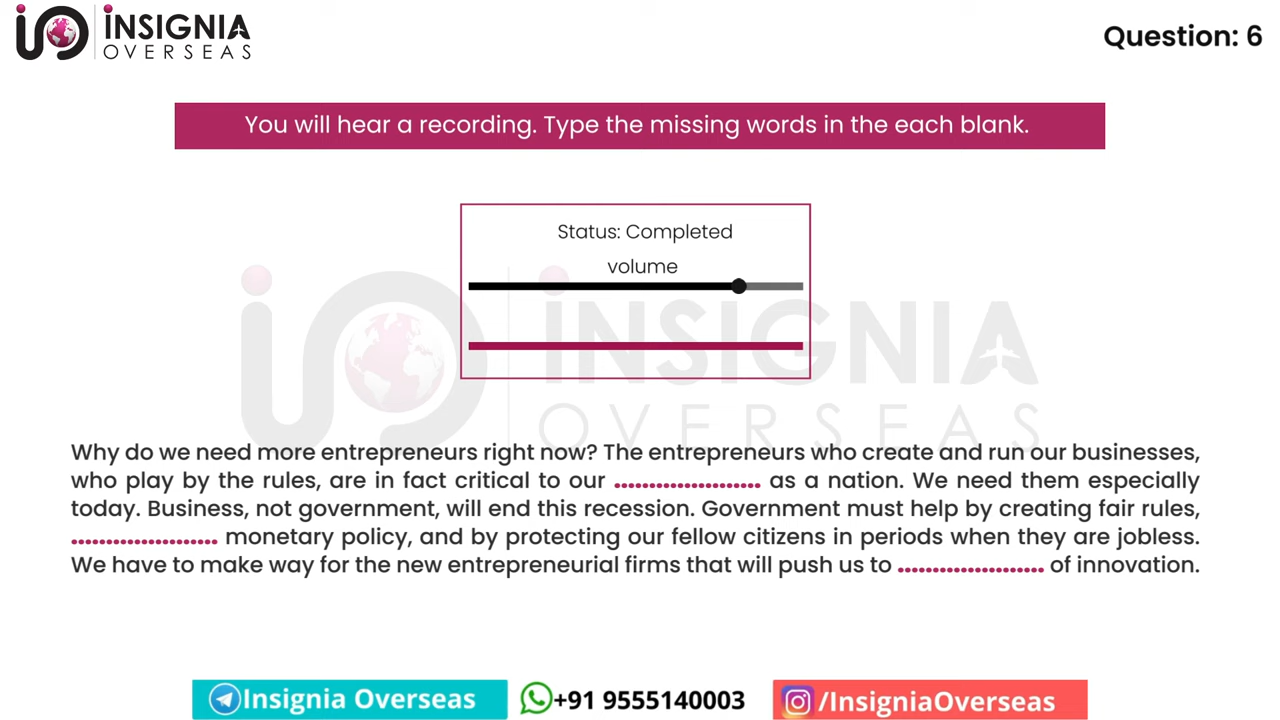 iNSIGNIA
OVERSEAS
Question: 6
You will hear a recording. Type the missing words in the each blank.
Status: Completed
volume
iNSIGNIA
OVERSEAS
Why do we need more entrepreneurs right now? The entrepreneurs who create and run our businesses,
who play by the rules, are in fact critical to our ..................... as a nation. We need them especially
today. Business, not government, will end this recession. Government must help by creating fair rules,
..................... monetary policy, and by protecting our fellow citizens in periods when they are jobless.
We have to make way for the new entrepreneurial firms that will push us to ..................... of innovation.
Insignia Overseas
+91 9555140003
/InsigniaOverseas